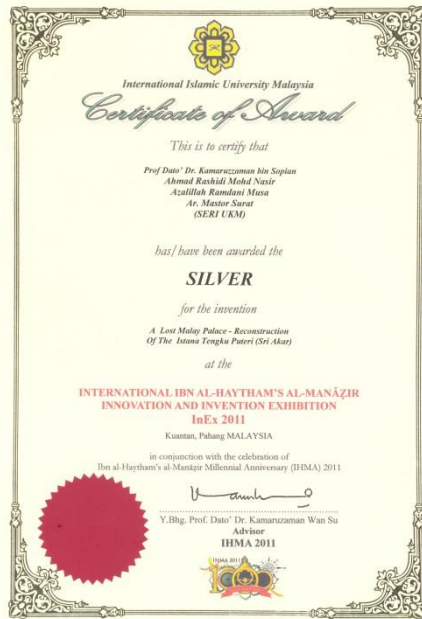 International Islamic University Malaysia
Certificate of Award
This is to certify that
Prof Dato' Dr. Kamaruzzaman bin Sopian
Ahmad Rashidi Mohd Nasir
Azalillah Ramdani Musa
Ar. Mastor Surat
(SERI UKM)
has/have been awarded the
SILVER
for the invention
A Lost Malay Palace - Reconstruction
Of The Istana Tengku Puteri (Sri Akar)
at the
INTERNATIONAL IBN AL-HAYTHAM'S AL-MANĀẒIR
INNOVATION AND INVENTION EXHIBITION
InEx 2011
Kuantan, Pahang MALAYSIA
in conjunction with the celebration of
Ibn al-Haytham's al-Manāẓir Millennial Anniversary (IHMA) 2011
Y.Bhg. Prof. Dato' Dr. Kamaruzaman Wan Su
Advisor
IHMA 2011
IHMA 2011